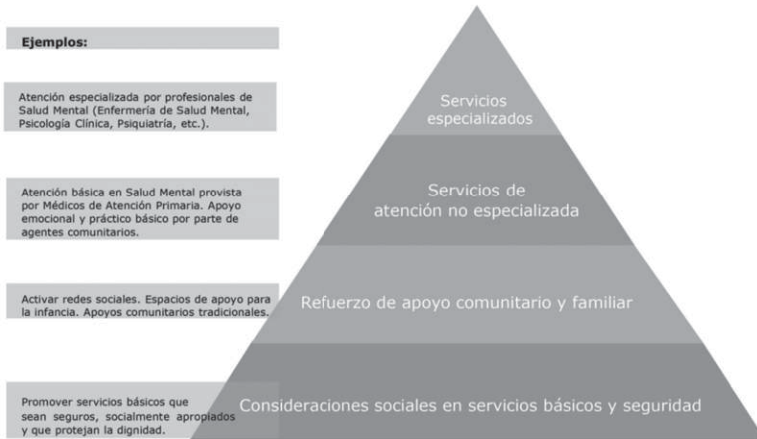 Ejemplos:
Atención especializada por profesionales de
Salud Mental (Enfermería de Salud Mental,
Psicología Clínica, Psiquiatría, etc.).
Servicios
especializados
Atención básica en Salud Mental provista
por Médicos de Atención Primaria. Apoyo
emocional y práctico básico por parte de
agentes comunitarios.
Servicios de
atención no especializada
Activar redes sociales. Espacios de apoyo para
la infancia. Apoyos comunitarios tradicionales.
Refuerzo de apoyo comunitario y familiar
Promover servicios básicos que
sean seguros, socialmente apropiados
y que protejan la dignidad.
Consideraciones sociales en servicios básicos y seguridad